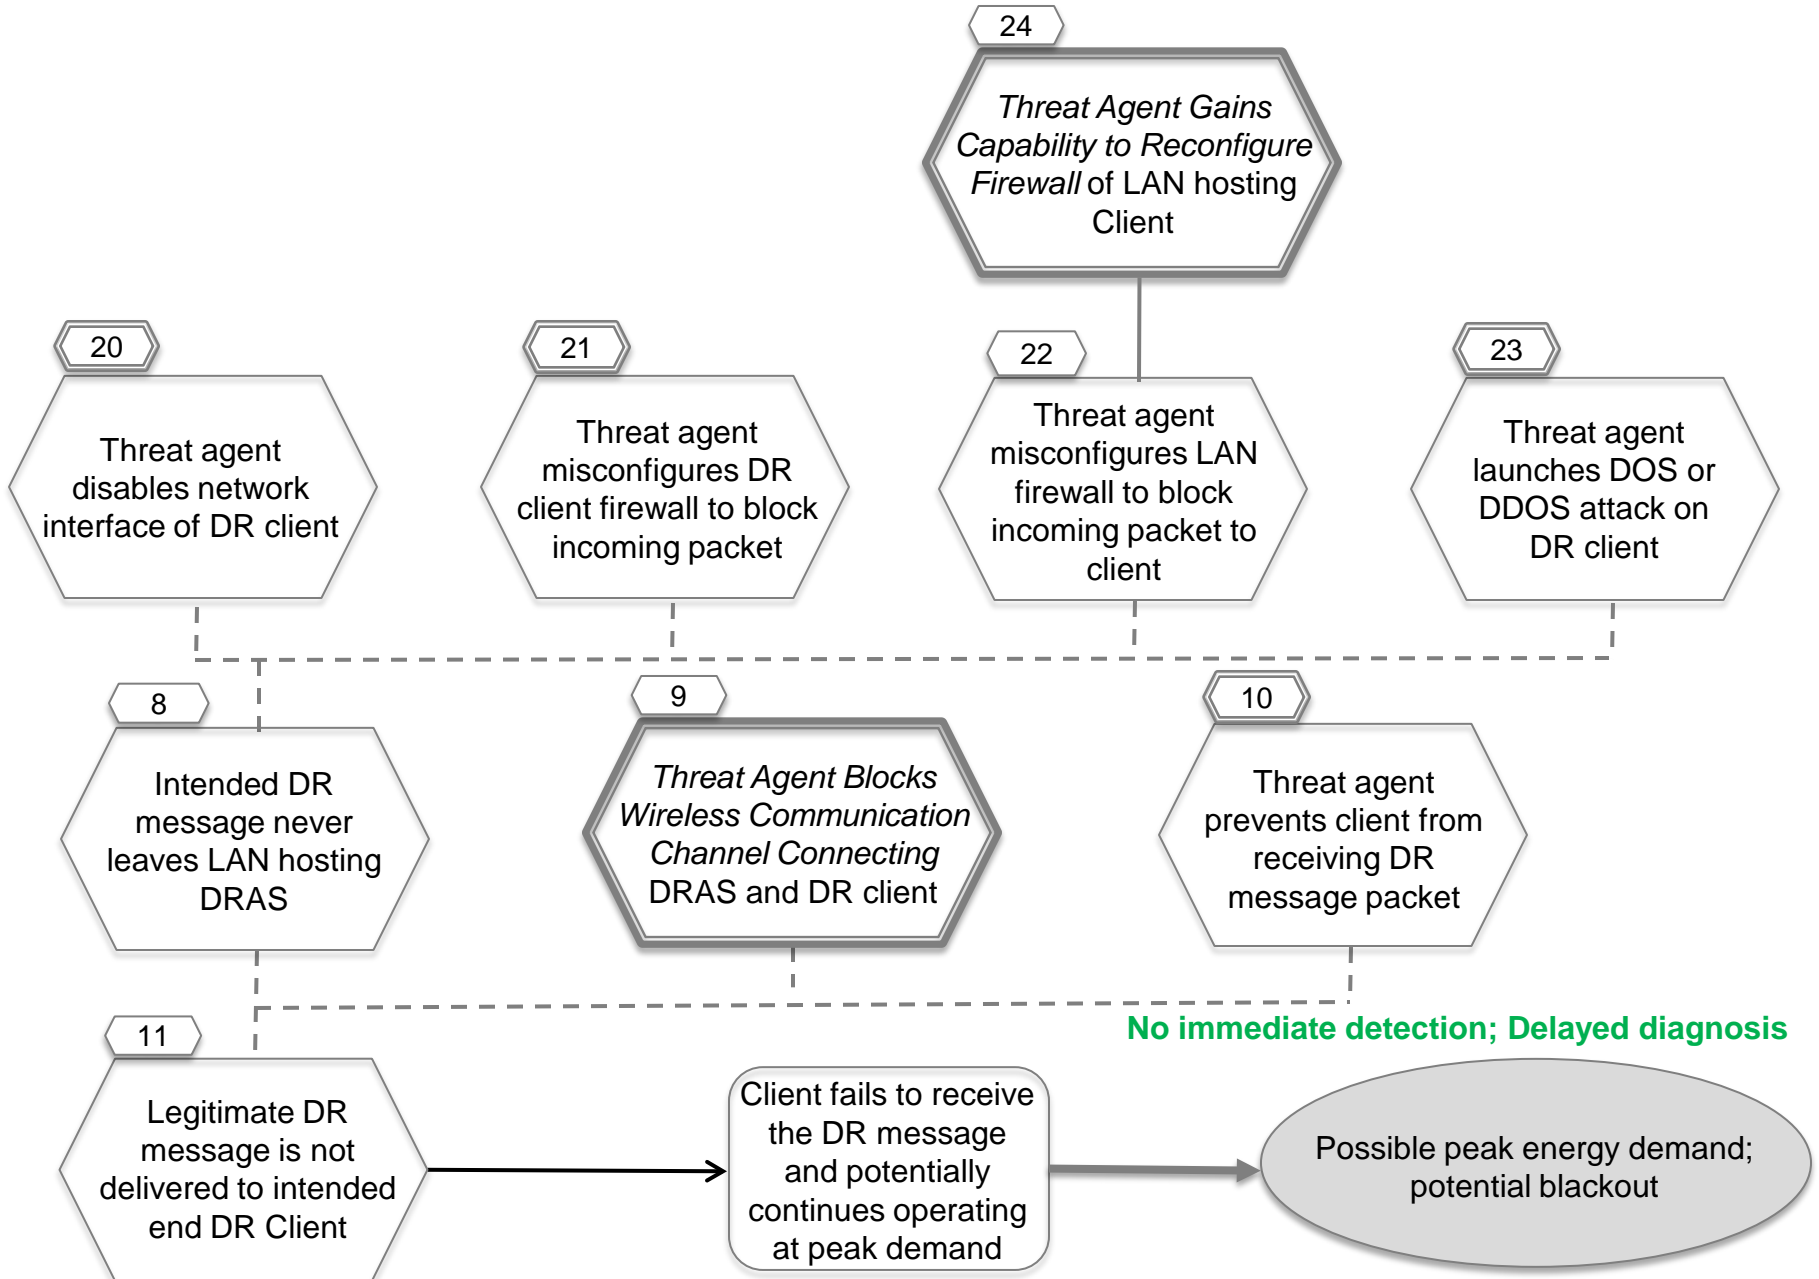 24
Threat Agent Gains
Capability to Reconfigure
Firewall of LAN hosting
Client
20
Threat agent
disables network
interface of DR client
21
Threat agent
misconfigures DR
client firewall to block
incoming packet
22
Threat agent
misconfigures LAN
firewall to block
incoming packet to
client
23
Threat agent
launches DOS or
DDOS attack on
DR client
8
Intended DR
message never
leaves LAN hosting
DRAS
9
Threat Agent Blocks
Wireless Communication
Channel Connecting
DRAS and DR client
10
Threat agent
prevents client from
receiving DR
message packet
11
Legitimate DR
message is not
delivered to intended
end DR Client
Client fails to receive
the DR message
and potentially
continues operating
at peak demand
No immediate detection; Delayed diagnosis
Possible peak energy demand;
potential blackout